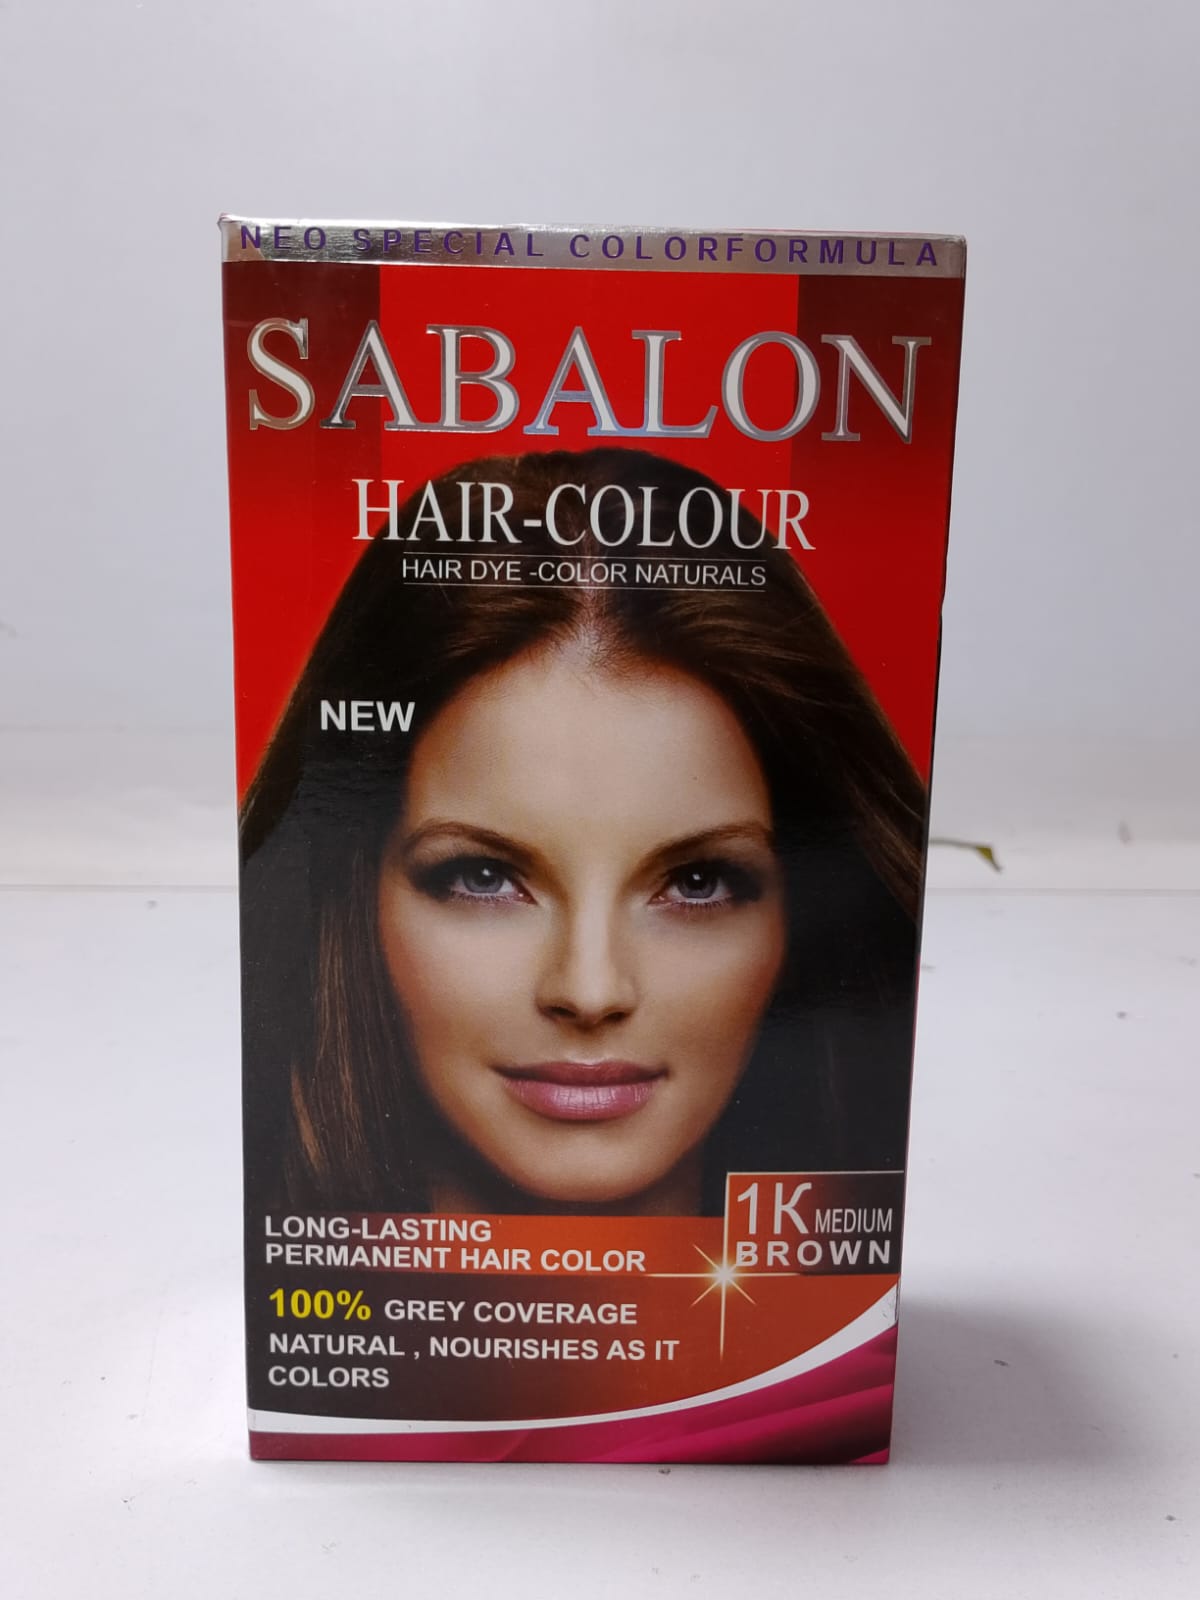 NEO SPECIAL COLORFORMULA
SABALON
HAIR-COLOUR
HAIR DYE -COLOR NATURALS
NEW
1K MEDIUM
BROWN
LONG-LASTING
PERMANENT HAIR COLOR
100% GREY COVERAGE
NATURAL , NOURISHES AS IT
COLORS